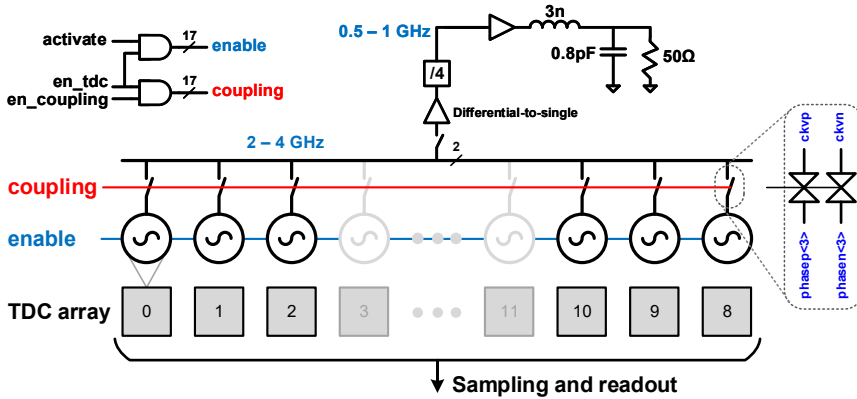 activate
17
enable
en_tdc
en_coupling
17
coupling
0.5 – 1 GHz
3n
0.8pF
50Ω
/4
Differential-to-single
2 – 4 GHz
2
ckvp
ckvn
coupling
enable
phasep<3>
phasen<3>
TDC array
0
1
2
3
11
10
9
8
Sampling and readout